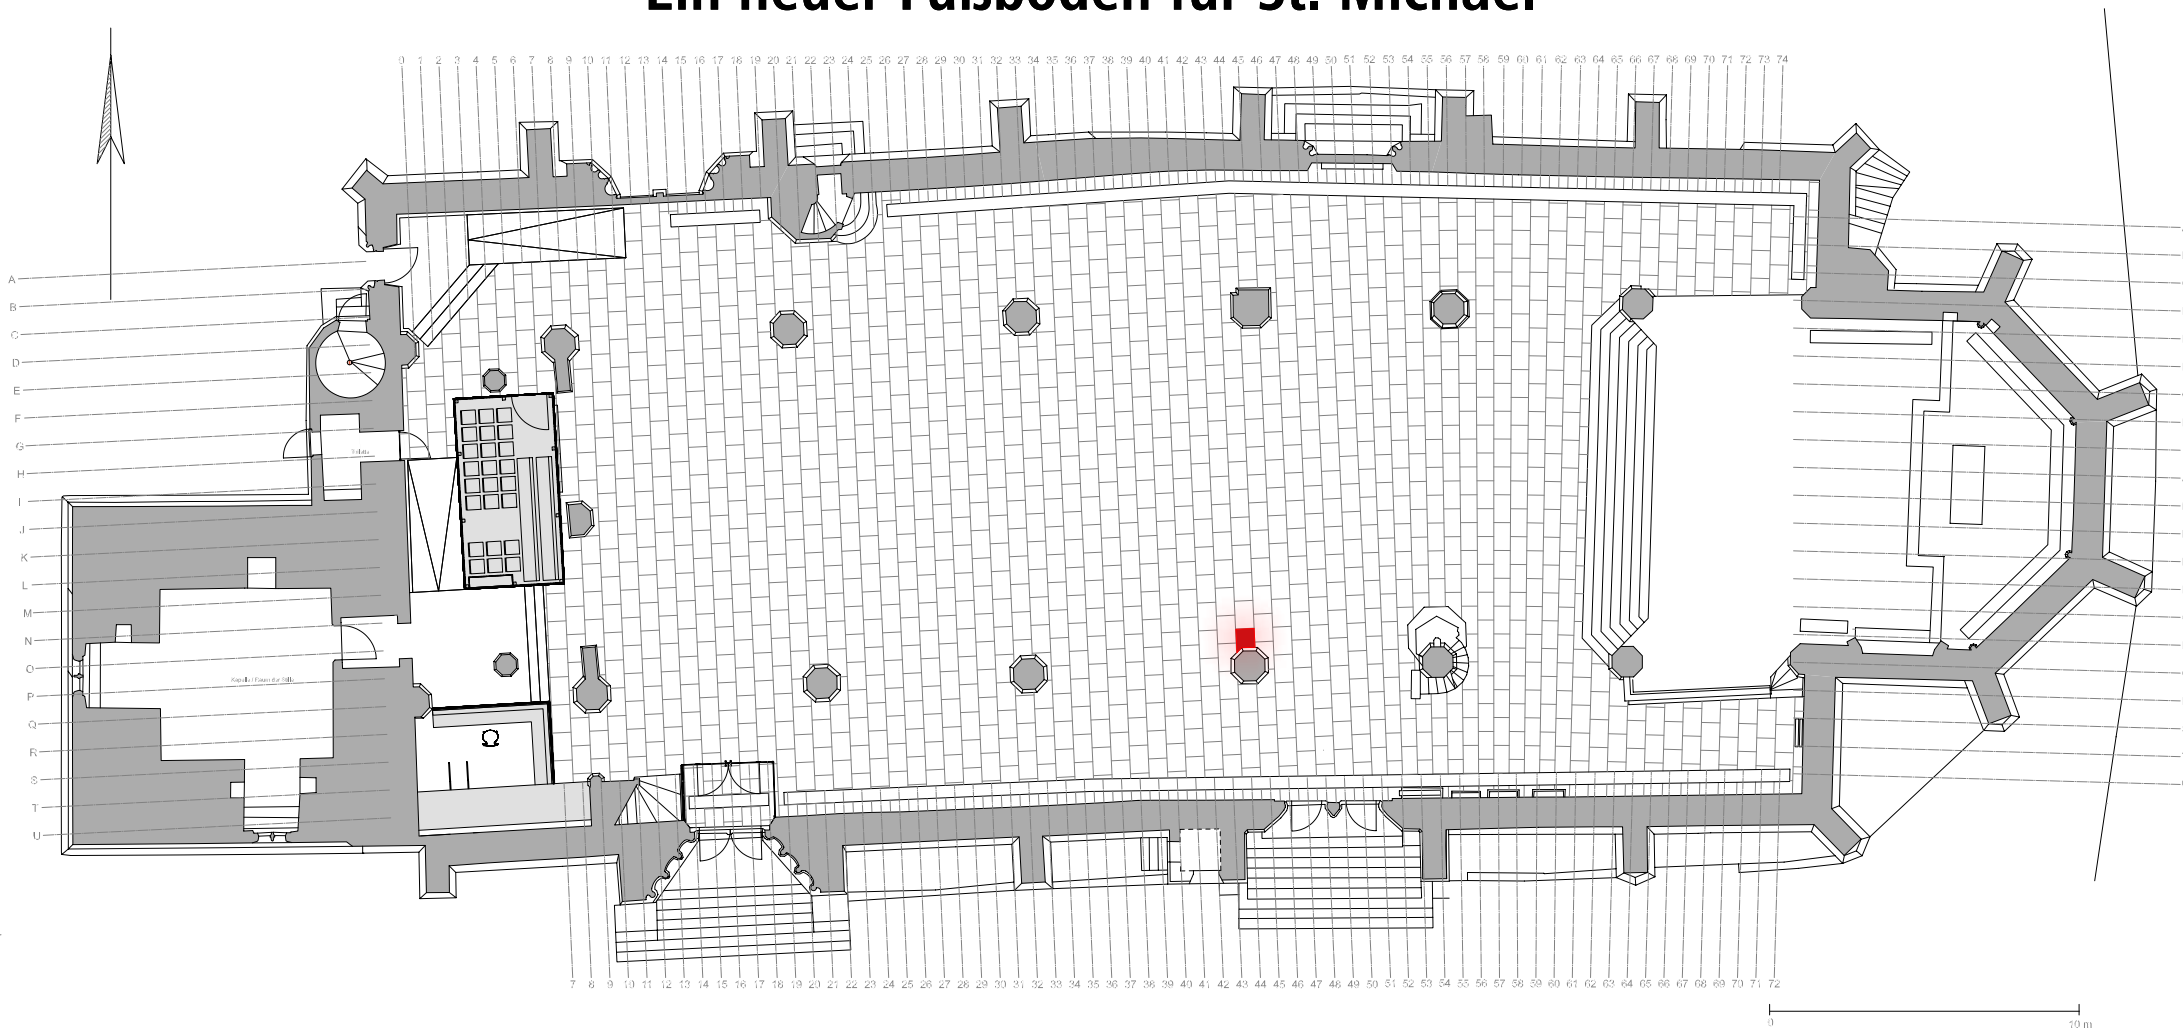 Ein neuer Fußboden für St. Michael
0 1 2 3 4 5 6 7 8 9 10 11 12 13 14 15 16 17 18 19 20 21 22 23 24 25 26 27 28 29 30 31 32 33 34 35 36 37 38 39 40 41 42 43 44 45 46 47 48 49 50 51 52 53 54 55 56 57 58 59 60 61 62 63 64 65 66 67 68 69 70 71 72 73 74
A
B
C
D
E
F
G
H
I
J
K
L
M
N
O
P
Q
R
S
T
U
7 8 9 10 11 12 13 14 15 16 17 18 19 20 21 22 23 24 25 26 27 28 29 30 31 32 33 34 35 36 37 38 39 40 41 42 43 44 45 46 47 48 49 50 51 52 53 54 55 56 57 58 59 60 61 62 63 64 65 66 67 68 69 70 71 72
0 10 m